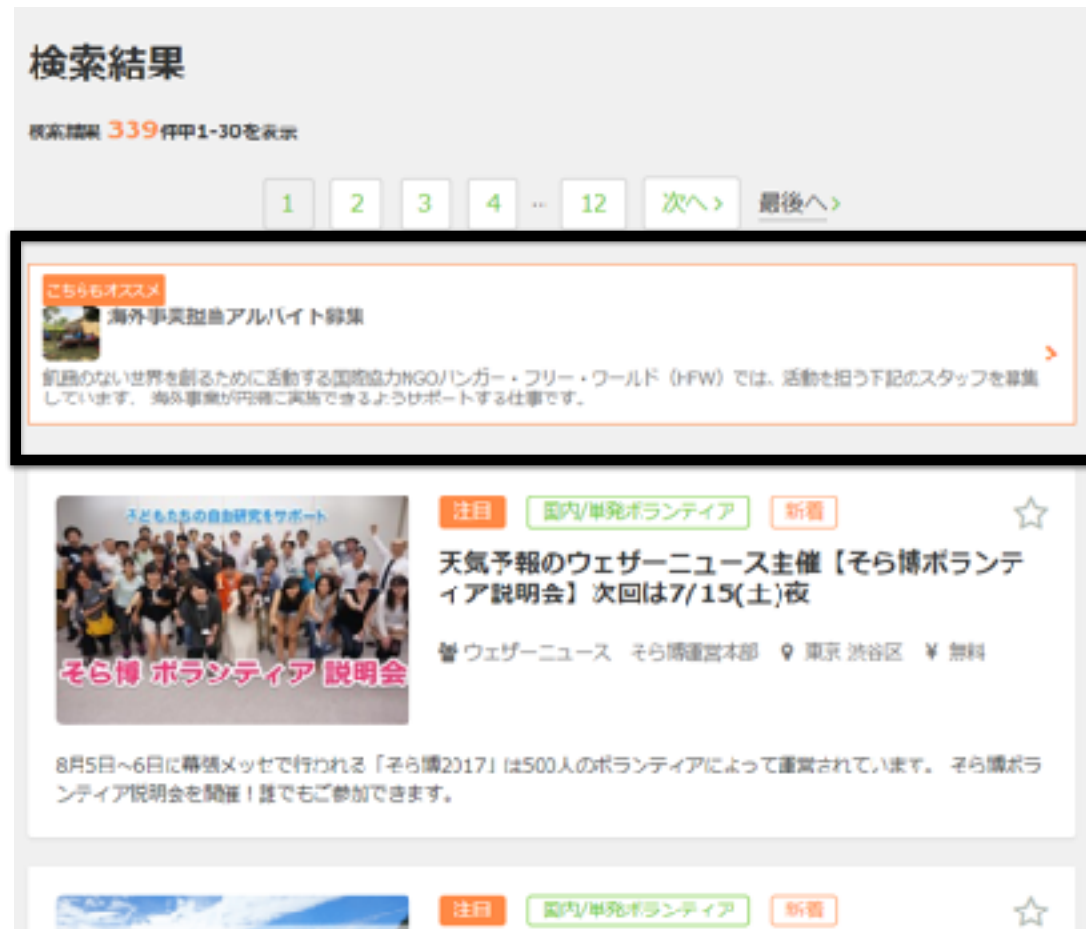 検索結果
検索結果 339件中1-30を表示
1 2 3 4 … 12 次へ › 最後へ›
こちらもオススメ
海外事業担当アルバイト募集
飢餓のない世界を創るために活動する国際協力NGOハンガー・フリー・ワールド（HFW）では、活動を担う下記のスタッフを募集
しています。 海外事業が円滑に実施できるようサポートする仕事です。
子どもたちの自由研究をサポート
そら博 ボランティア 説明会
注目 国内/単発ボランティア 新着
天気予報のウェザーニュース主催【そら博ボランテ
ィア説明会】次回は7/15(土)夜
ウェザーニュース そら博運営本部 東京 渋谷区 ¥ 無料
8月5日~6日に幕張メッセで行われる「そら博2017」は500人のボランティアによって運営されています。 そら博ボラ
ンティア説明会を開催！誰でもご参加できます。
注目 国内/単発ボランティア 新着